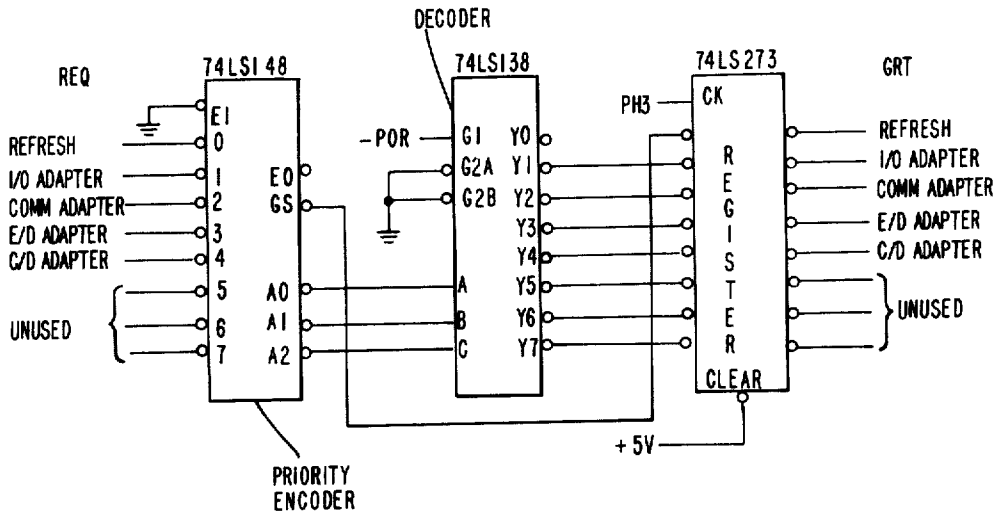 DECODER
REQ
74LS148
74LS138
74LS273
GRT
EI
-POR
G1
Y0
PH3
CK
REFRESH
0
REFRESH
I/O ADAPTER
1
E0
G2A
Y1
I/O ADAPTER
COMM ADAPTER
2
GS
G2B
Y2
COMM ADAPTER
E/D ADAPTER
3
Y3
E/D ADAPTER
C/D ADAPTER
4
Y4
C/D ADAPTER
5
A0
A
Y5
UNUSED
6
A1
B
Y6
UNUSED
7
A2
C
Y7
REGISTER
CLEAR
+5V
PRIORITY
ENCODER